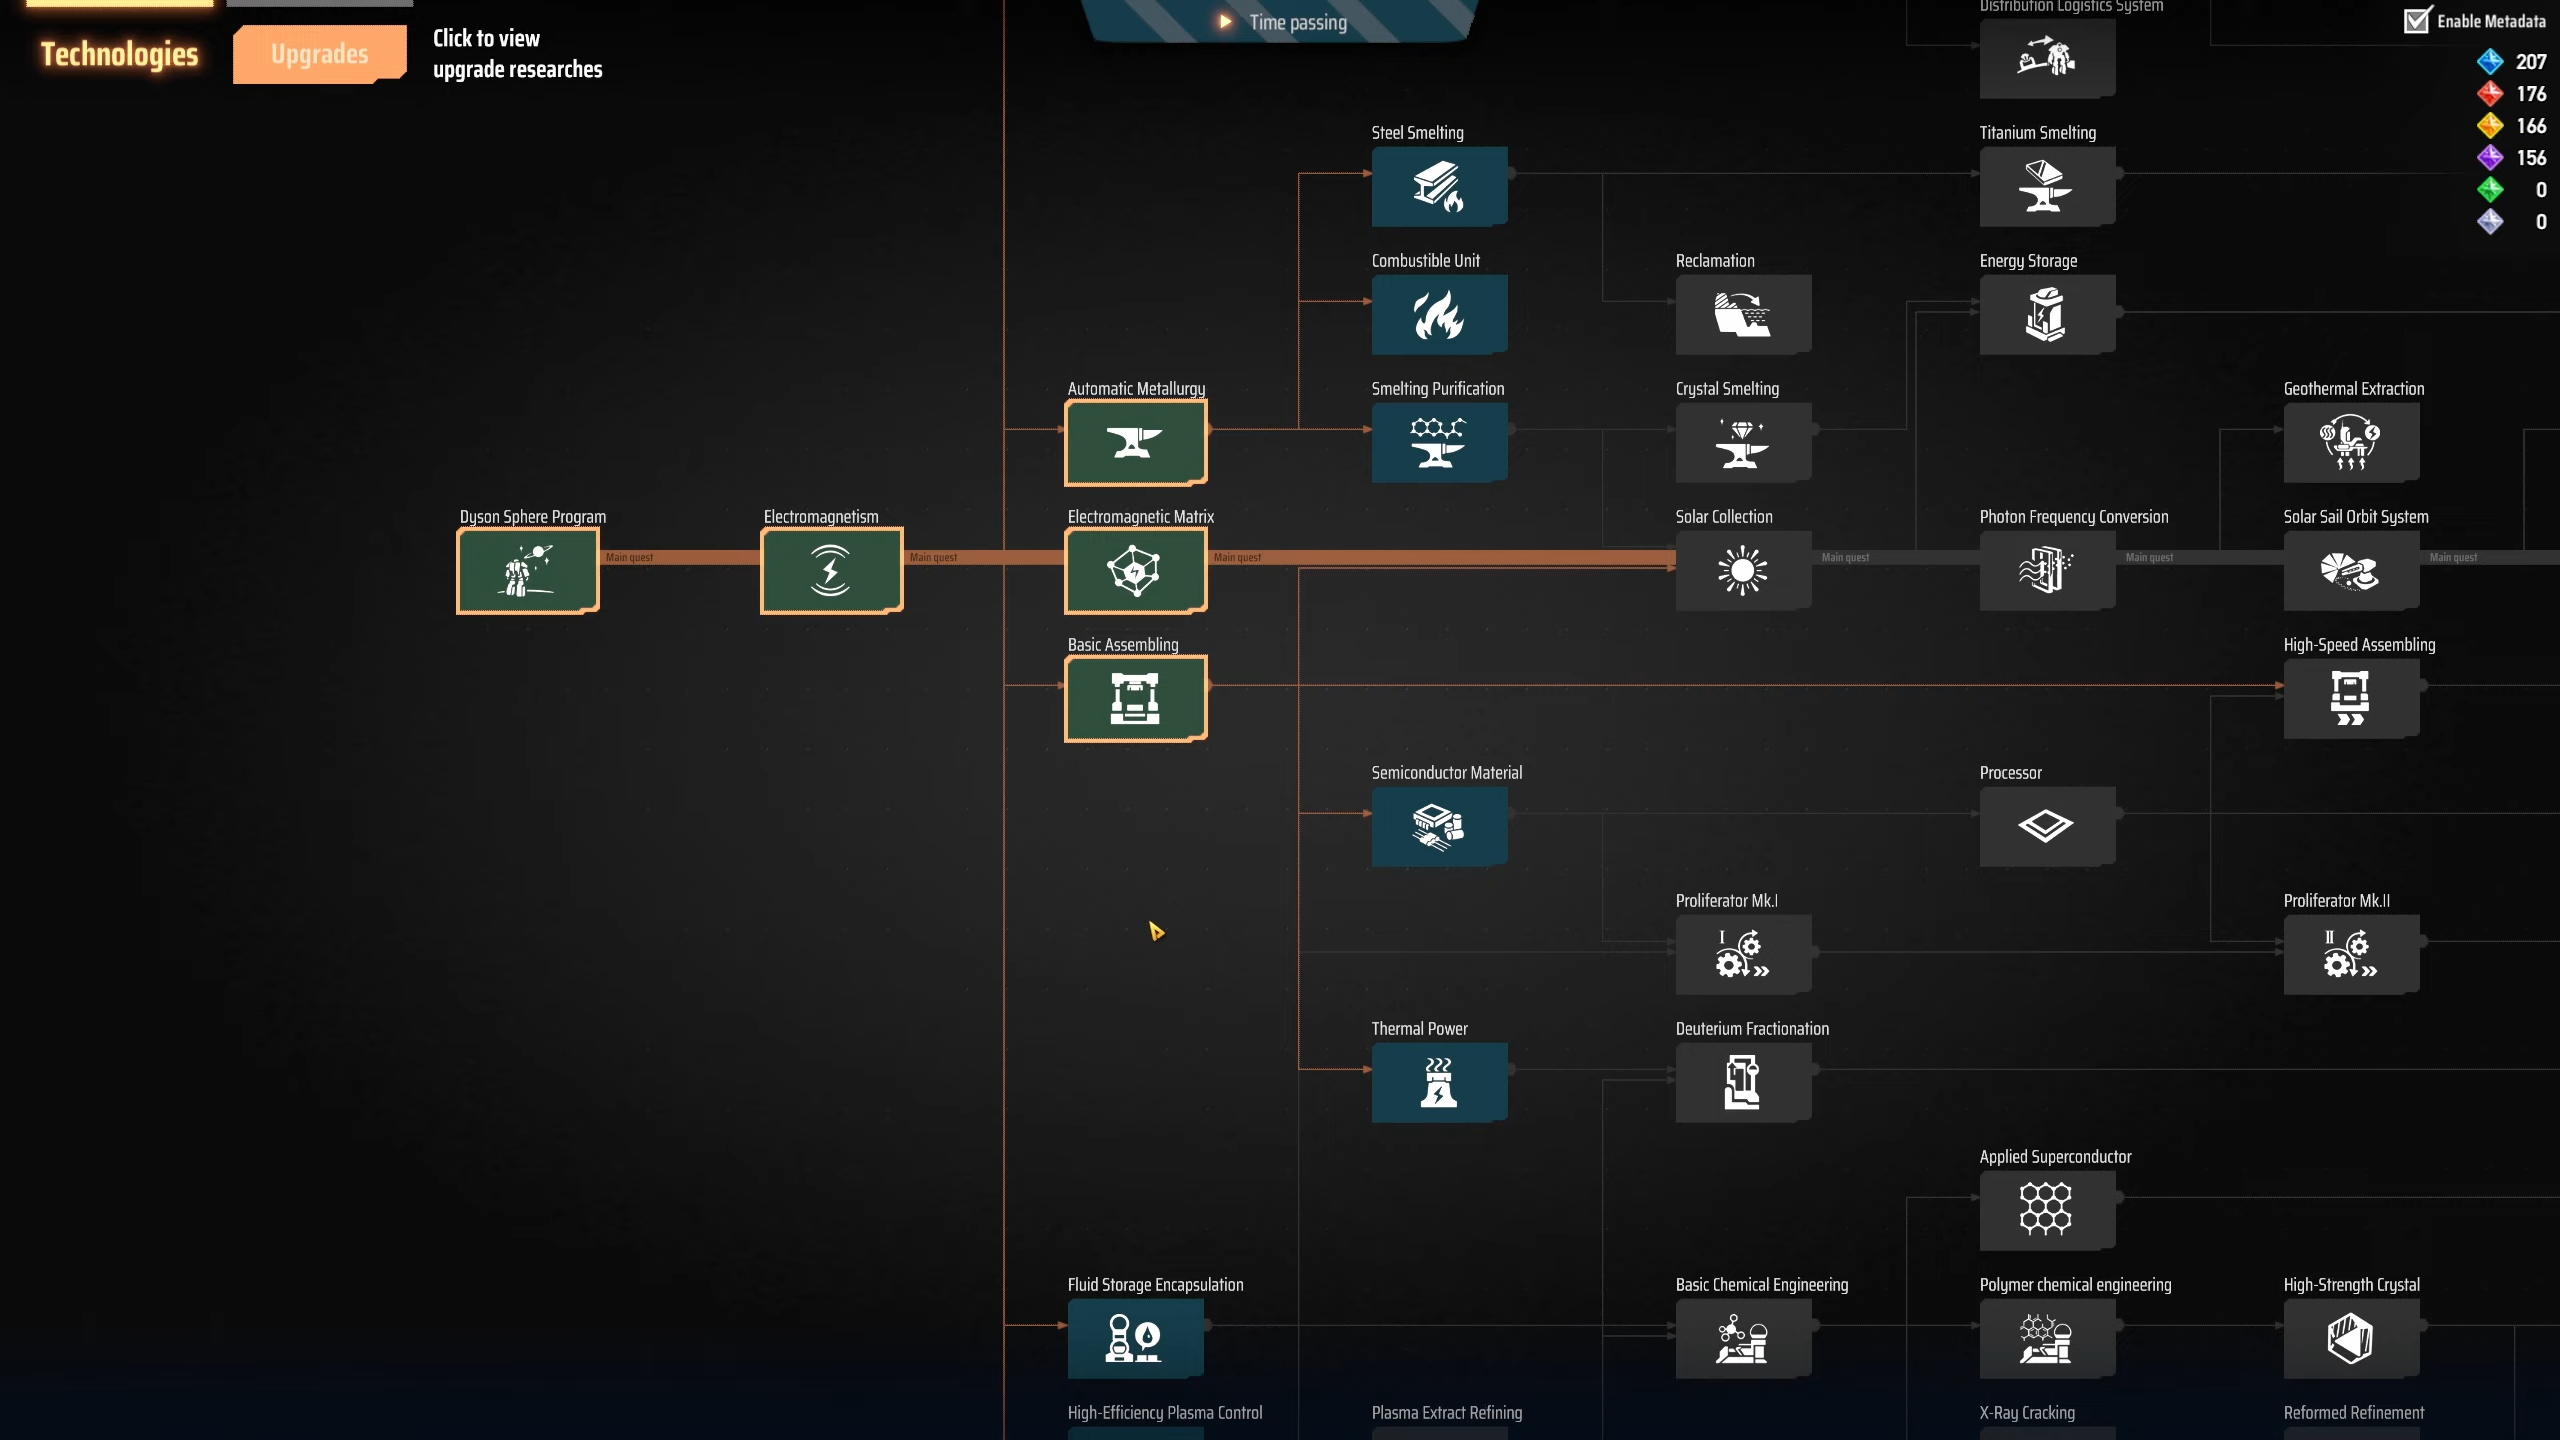 Technologies
Upgrades
Click to view
upgrade researches
Time passing
Enable Metadata
207
176
166
156
0
0
Distribution Logistics System
Steel Smelting
Titanium Smelting
Combustible Unit
Reclamation
Energy Storage
Automatic Metallurgy
Smelting Purification
Crystal Smelting
Geothermal Extraction
Dyson Sphere Program
Electromagnetism
Electromagnetic Matrix
Solar Collection
Photon Frequency Conversion
Solar Sail Orbit System
Main quest
Main quest
Main quest
Main quest
Main quest
Main quest
Basic Assembling
High-Speed Assembling
Semiconductor Material
Processor
Proliferator Mk.I
Proliferator Mk.II
I
II
Thermal Power
Deuterium Fractionation
Applied Superconductor
Fluid Storage Encapsulation
Basic Chemical Engineering
Polymer chemical engineering
High-Strength Crystal
High-Efficiency Plasma Control
Plasma Extract Refining
X-Ray Cracking
Reformed Refinement